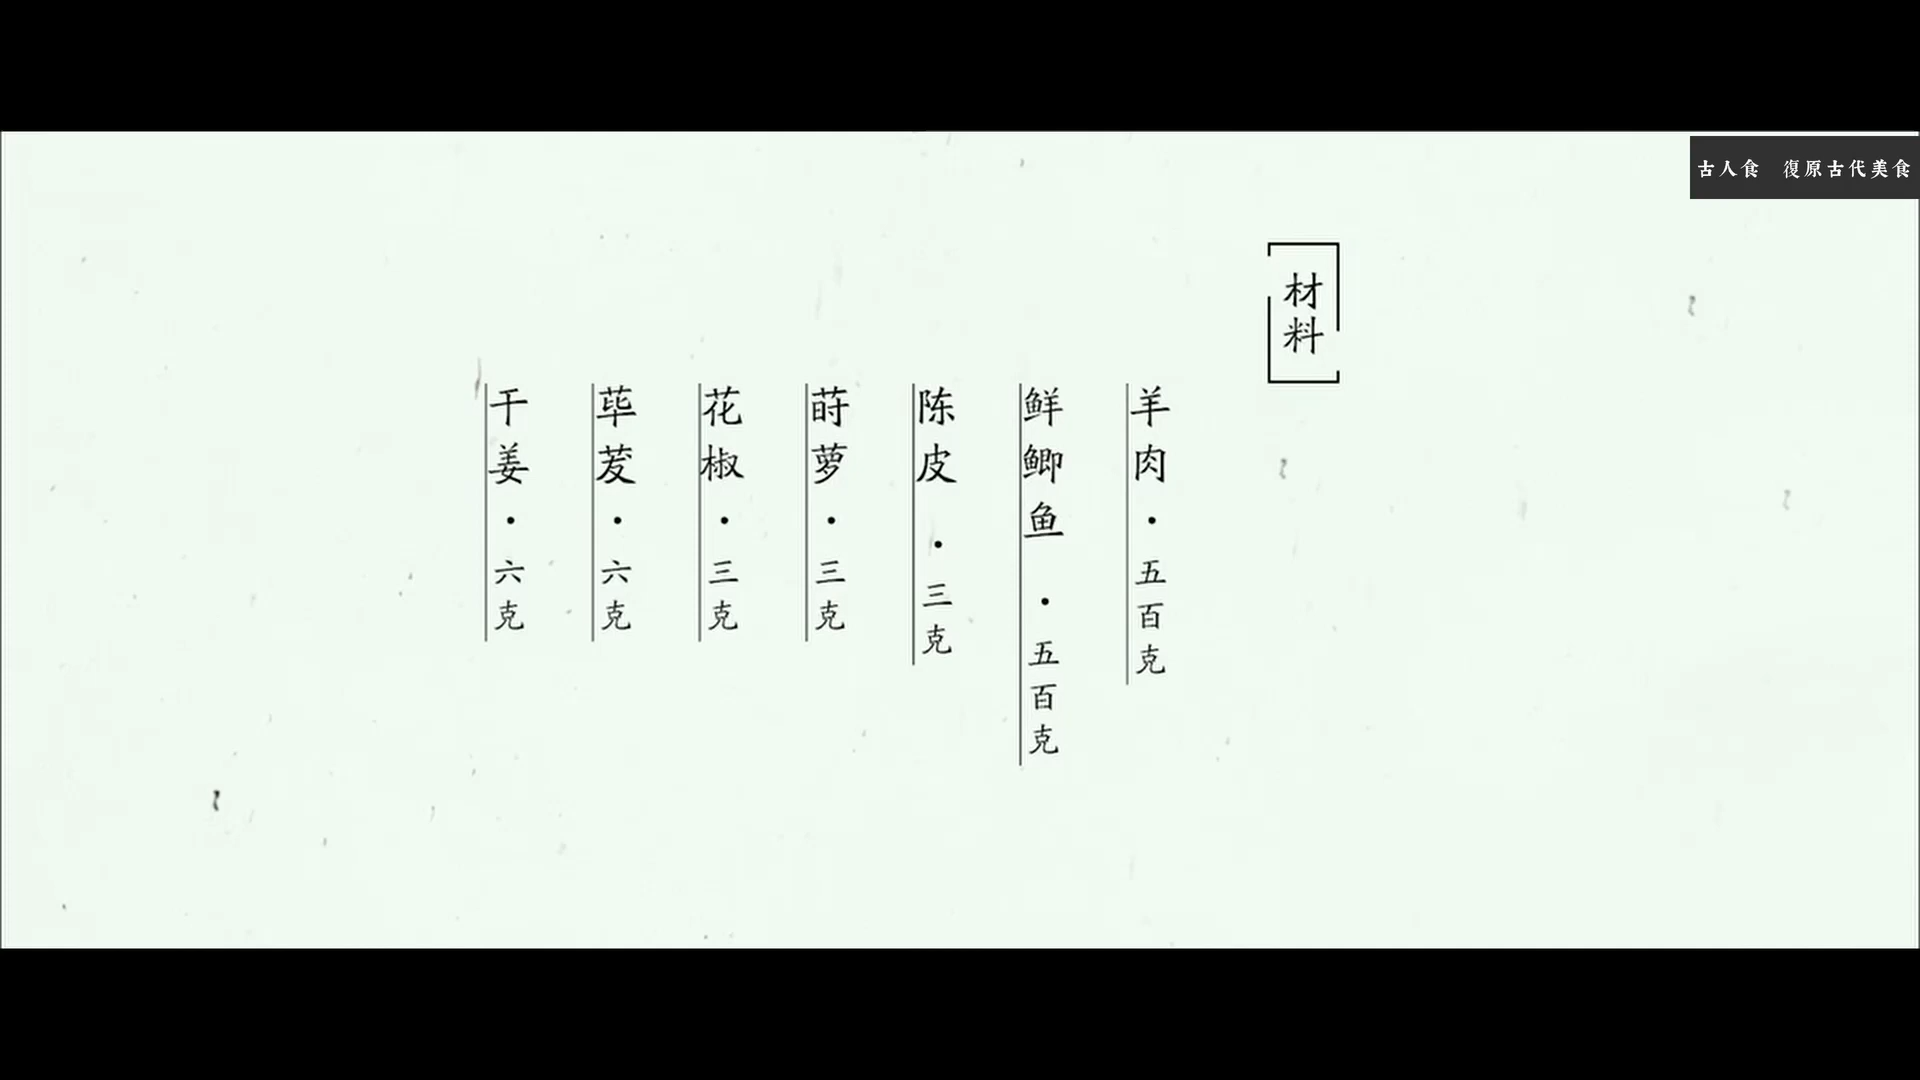 古人食 復原古代美食
材料
羊肉·五百克
鲜鲫鱼·五百克
陈皮·三克
莳萝·三克
花椒·三克
荜茇·六克
干姜·六克